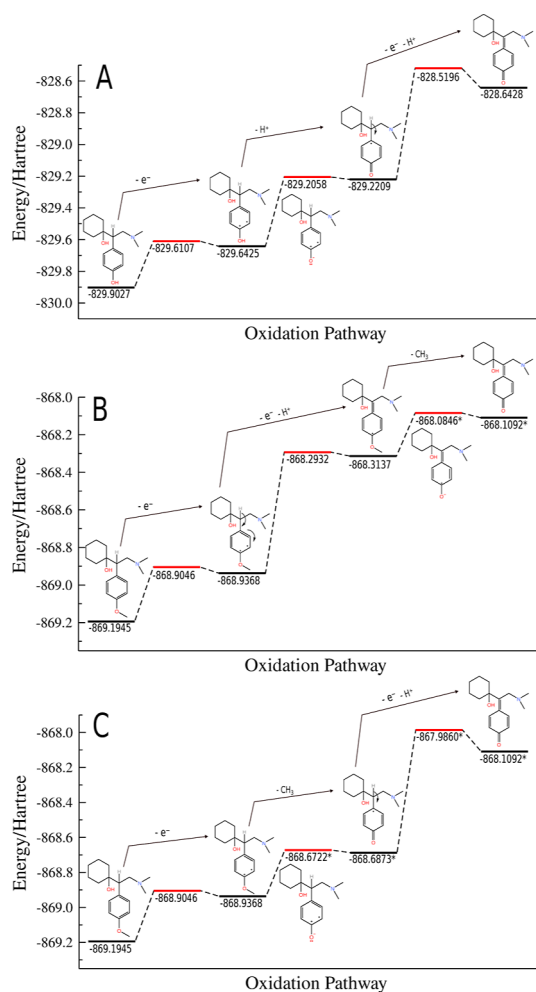 A
Energy/Hartree
-828.6
-828.8
-829.0
-829.2
-829.4
-829.6
-829.8
-830.0
- e⁻
- H⁺
- e⁻ - H⁺
-829.9027
-829.6107
-829.6425
-829.2058
-829.2209
-828.5196
-828.6428
Oxidation Pathway
B
Energy/Hartree
-868.0
-868.2
-868.4
-868.6
-868.8
-869.0
-869.2
- e⁻
- e⁻ - H⁺
- CH₃
-869.1945
-868.9046
-868.9368
-868.2932
-868.3137
-868.0846*
-868.1092*
Oxidation Pathway
C
Energy/Hartree
-868.0
-868.2
-868.4
-868.6
-868.8
-869.0
-869.2
- e⁻
- CH₃
- e⁻ - H⁺
-869.1945
-868.9046
-868.9368
-868.6722*
-868.6873*
-867.9860*
-868.1092*
Oxidation Pathway